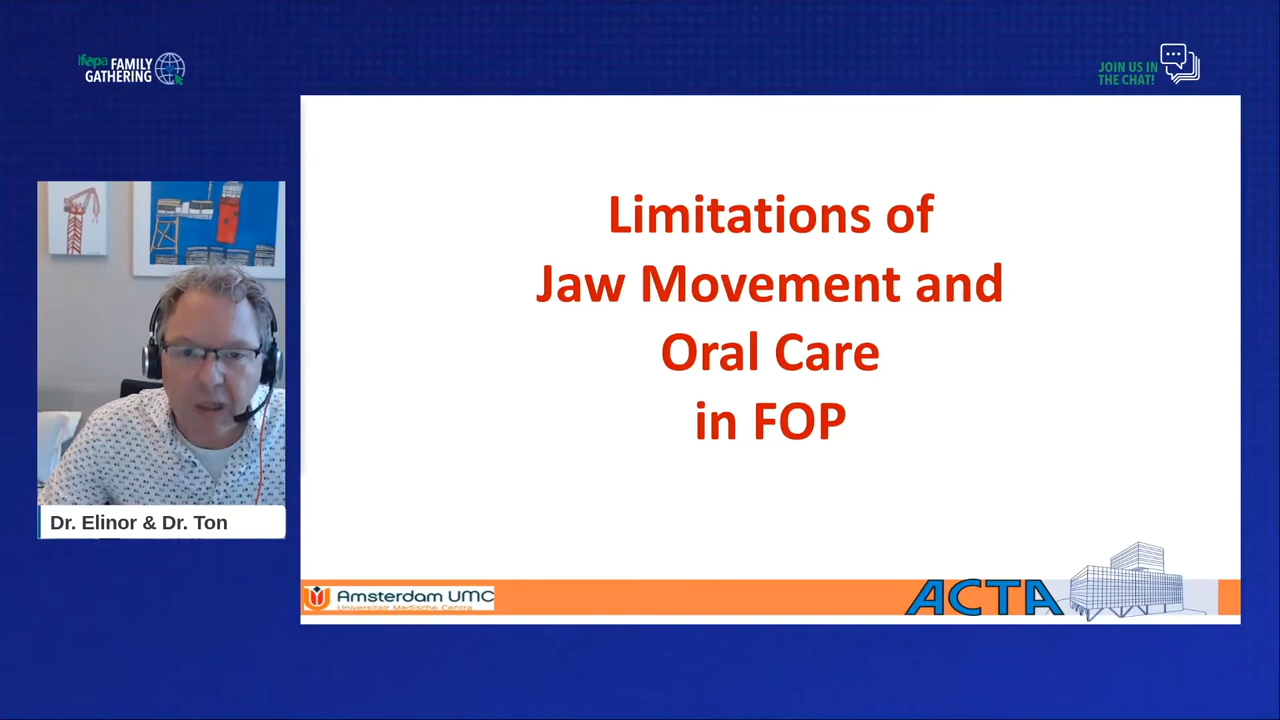 ifopa FAMILY
GATHERING
JOIN US IN
THE CHAT!
Limitations of
Jaw Movement and
Oral Care
in FOP
Dr. Elinor & Dr. Ton
Amsterdam UMC
Universitair Medische Centra
ACTA